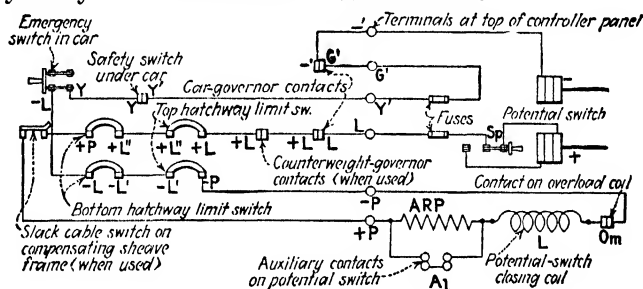 Emergency
switch in car
Safety switch
under car
Car-governor contacts
Terminals at top of controller panel
-'
-'
G'
G'
-
Y
Y'
Y'
Fuses
Potential switch
-L
Top hatchway limit sw.
+P
+L"
+L"
+L
+L
+L
L
Sp
+
Counterweight-governor
contacts (when used)
-L
-L'
-L'
-P
Bottom hatchway limit switch
-P
Contact on overload coil
+P
ARP
L
Om
Slack cable switch on
compensating sheave
frame (when used)
Auxiliary contacts
on potential switch
A1
Potential-switch
closing coil